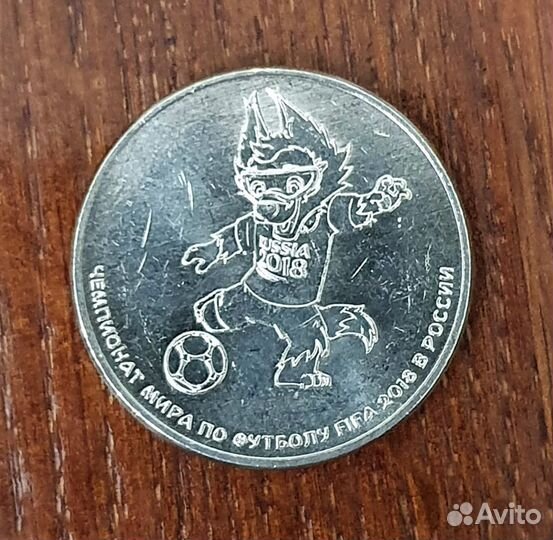 RUSSIA
2018
ЧЕМПИОНАТ МИРА ПО ФУТБОЛУ FIFA 2018 В РОССИИ
Avito